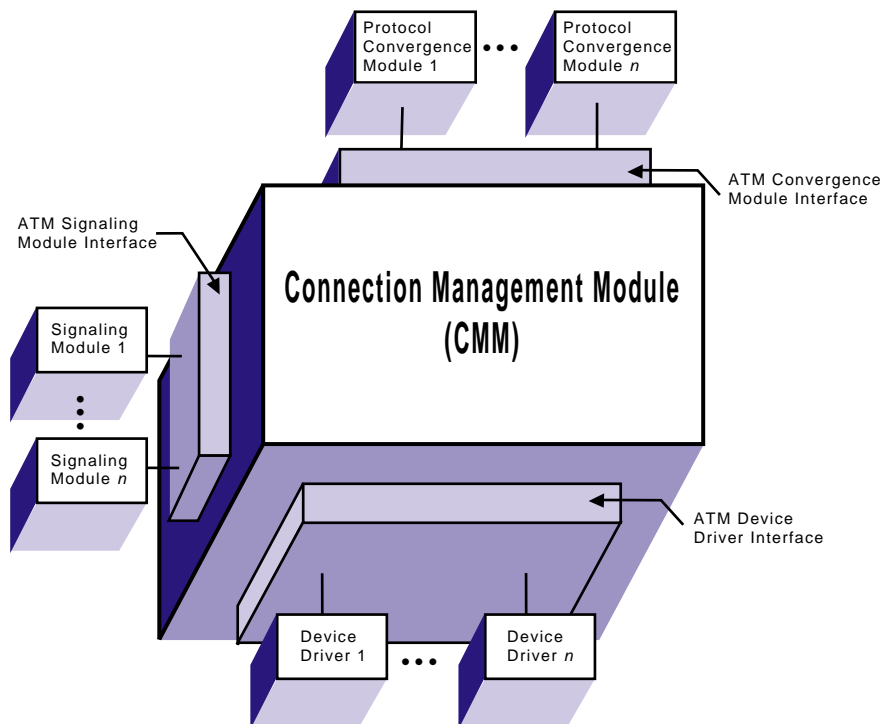 Protocol
Convergence
Module 1
Protocol
Convergence
Module n
ATM Convergence
Module Interface
ATM Signaling
Module Interface
Connection Management Module
(CMM)
Signaling
Module 1
Signaling
Module n
ATM Device
Driver Interface
Device
Driver 1
Device
Driver n